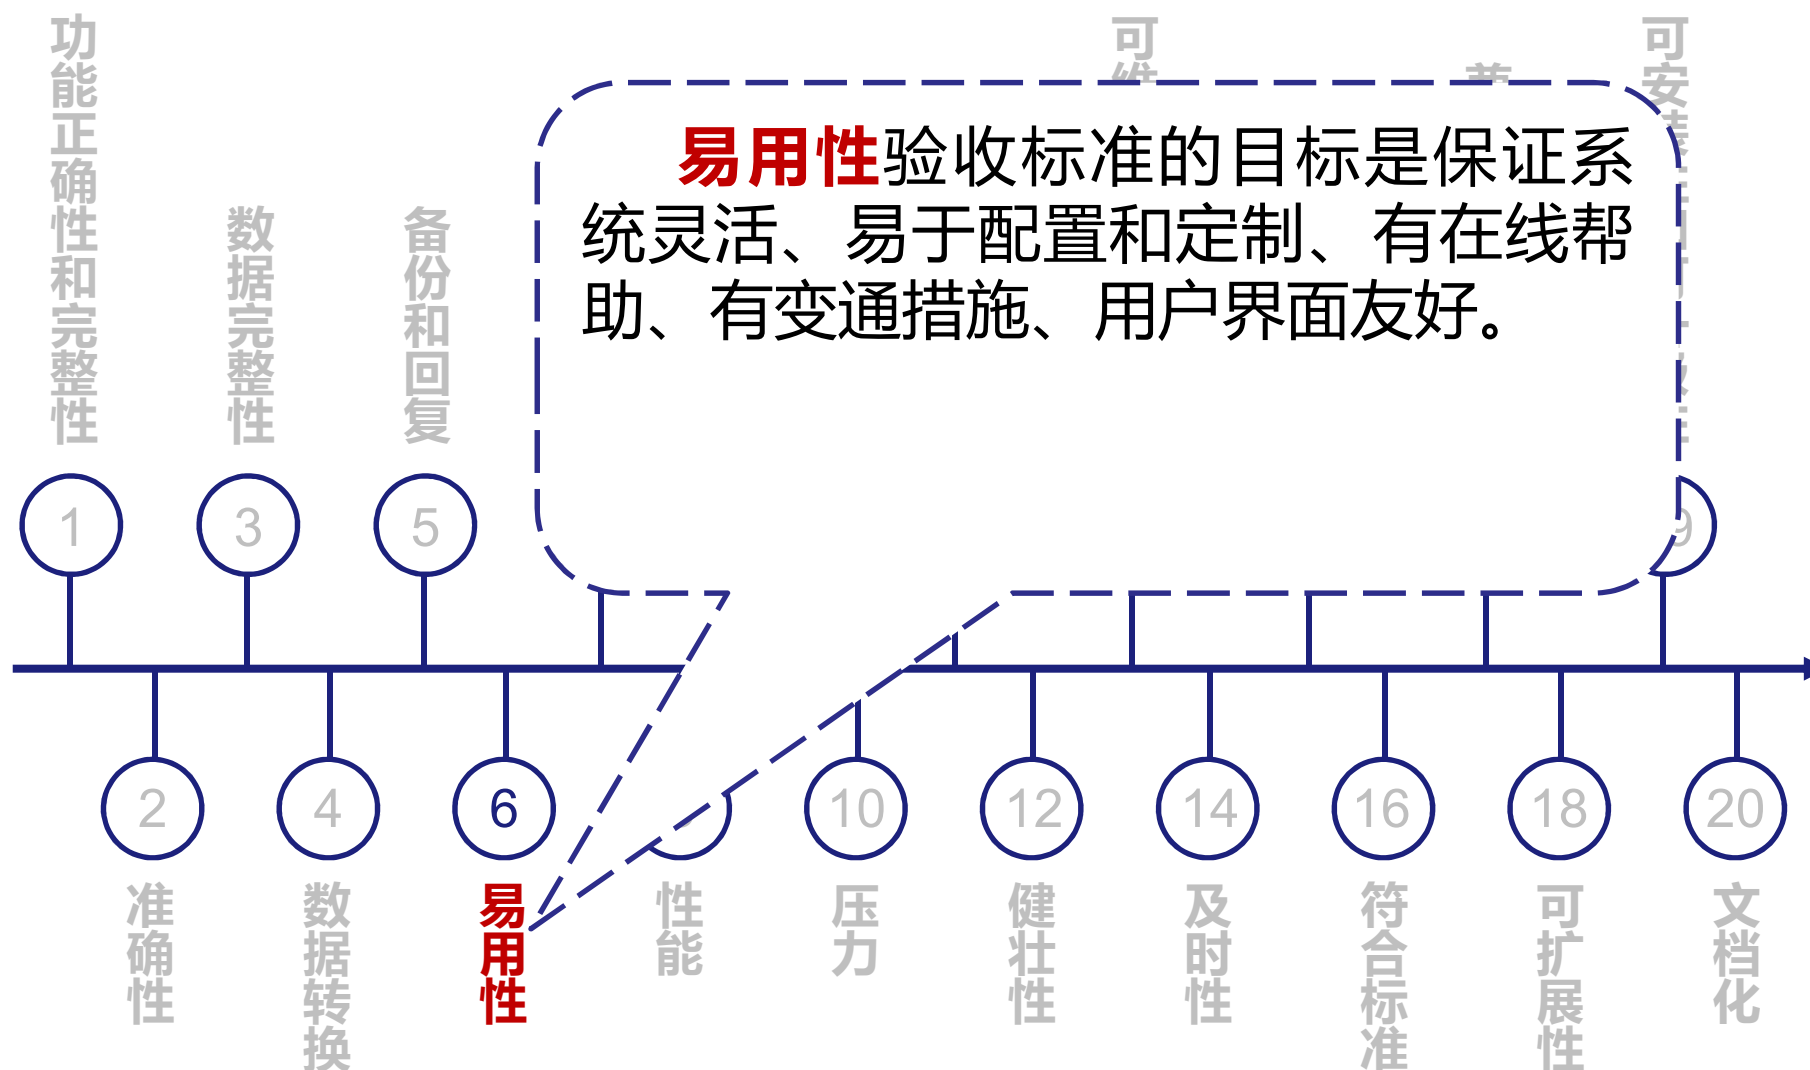 功能正确性和完整性
数据完整性
备份和回复
可
易用性验收标准的目标是保证系
统灵活、易于配置和定制、有在线帮
助、有变通措施、用户界面友好。
1
3
5
2
4
6
10
12
14
16
18
20
准确性
数据转换
易用性
性能
压力
健壮性
及时性
符合标准
可扩展性
文档化